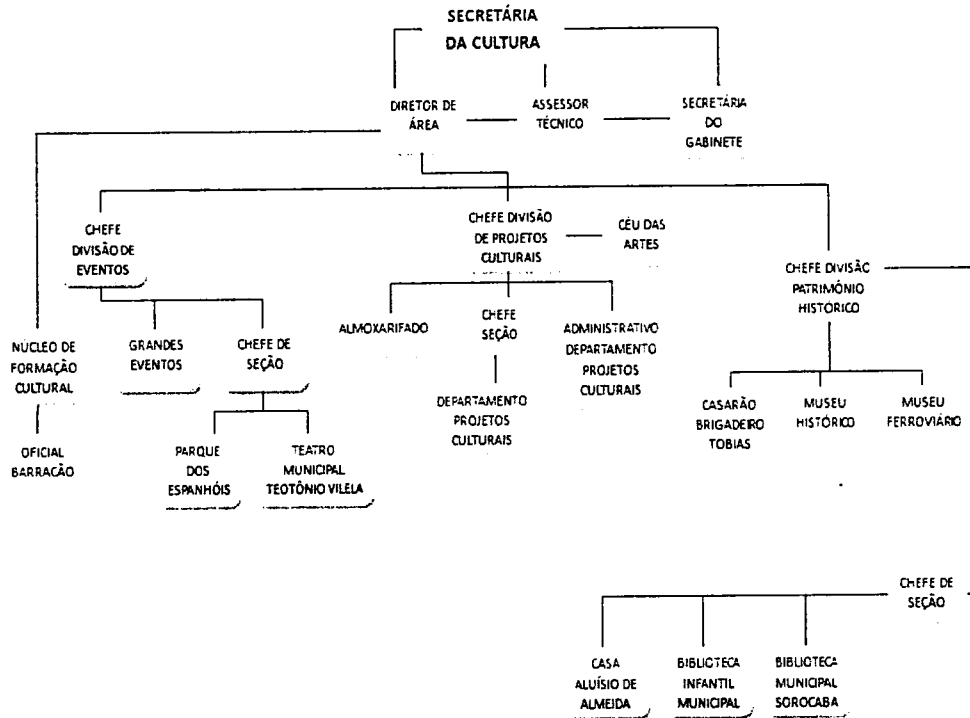 SECRETÁRIA
DA CULTURA
DIRETOR DE
ÁREA
ASSESSOR
TÉCNICO
SECRETÁRIA
DO
GABINETE
CHEFE
DIVISÃO DE
EVENTOS
CHEFE DIVISÃO
DE PROJETOS
CULTURAIS
CÉU DAS
ARTES
CHEFE DIVISÃO
PATRIMÓNIO
HISTÓRICO
NÚCLEO DE
FORMAÇÃO
CULTURAL
GRANDES
EVENTOS
CHEFE DE
SEÇÃO
ALMOXARIFADO
CHEFE
SEÇÃO
ADMINISTRATIVO
DEPARTAMENTO
PROJETOS
CULTURAIS
DEPARTAMENTO
PROJETOS
CULTURAIS
CASARÃO
BRIGADEIRO
TOBIAS
MUSEU
HISTÓRICO
MUSEU
FERROVIÁRIO
OFICIAL
BARRACÃO
PARQUE
DOS
ESPANHÓIS
TEATRO
MUNICIPAL
TEOTÔNIO VILELA
CHEFE DE
SEÇÃO
CASA
ALUÍSIO DE
ALMEIDA
BIBLIOTECA
INFANTIL
MUNICIPAL
BIBLIOTECA
MUNICIPAL
SOROCABA